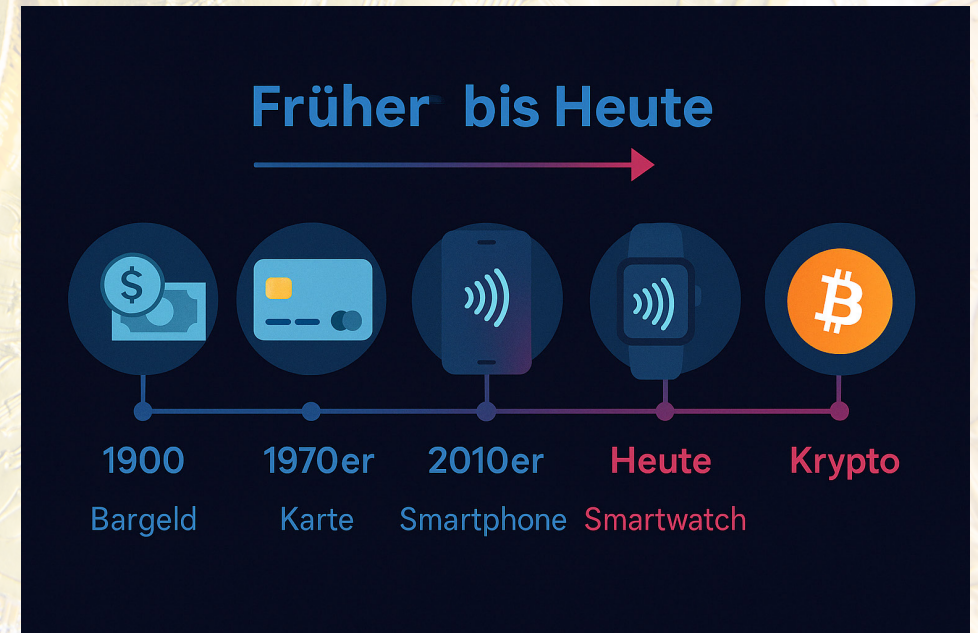 Früher bis Heute
$
₿
1900 1970er 2010er Heute Krypto
Bargeld Karte Smartphone Smartwatch